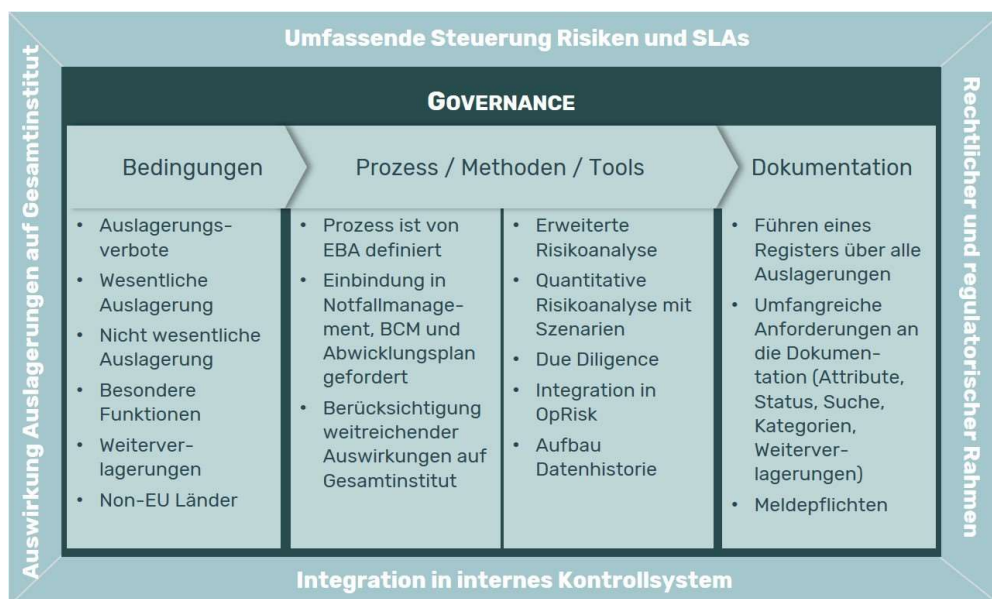 Umfassende Steuerung Risiken und SLAs
Auswirkung Auslagerungen auf Gesamtinstitut
GOVERNANCE
Bedingungen
• Auslagerungs-
verbote
• Wesentliche
Auslagerung
• Nicht wesentliche
Auslagerung
• Besondere
Funktionen
• Weiterver-
lagerungen
• Non-EU Länder
Prozess / Methoden / Tools
• Prozess ist von
EBA definiert
• Einbindung in
Notfallmanage-
ment, BCM und
Abwicklungsplan
gefordert
• Berücksichtigung
weitreichender
Auswirkungen auf
Gesamtinstitut
• Erweiterte
Risikoanalyse
• Quantitative
Risikoanalyse mit
Szenarien
• Due Diligence
• Integration in
OpRisk
• Aufbau
Datenhistorie
Dokumentation
• Führen eines
Registers über alle
Auslagerungen
• Umfangreiche
Anforderungen an
die Dokumen-
tation (Attribute,
Status, Suche,
Kategorien,
Weiterver-
lagerungen)
• Meldepflichten
Rechtlicher und regulatorischer Rahmen
Integration in internes Kontrollsystem